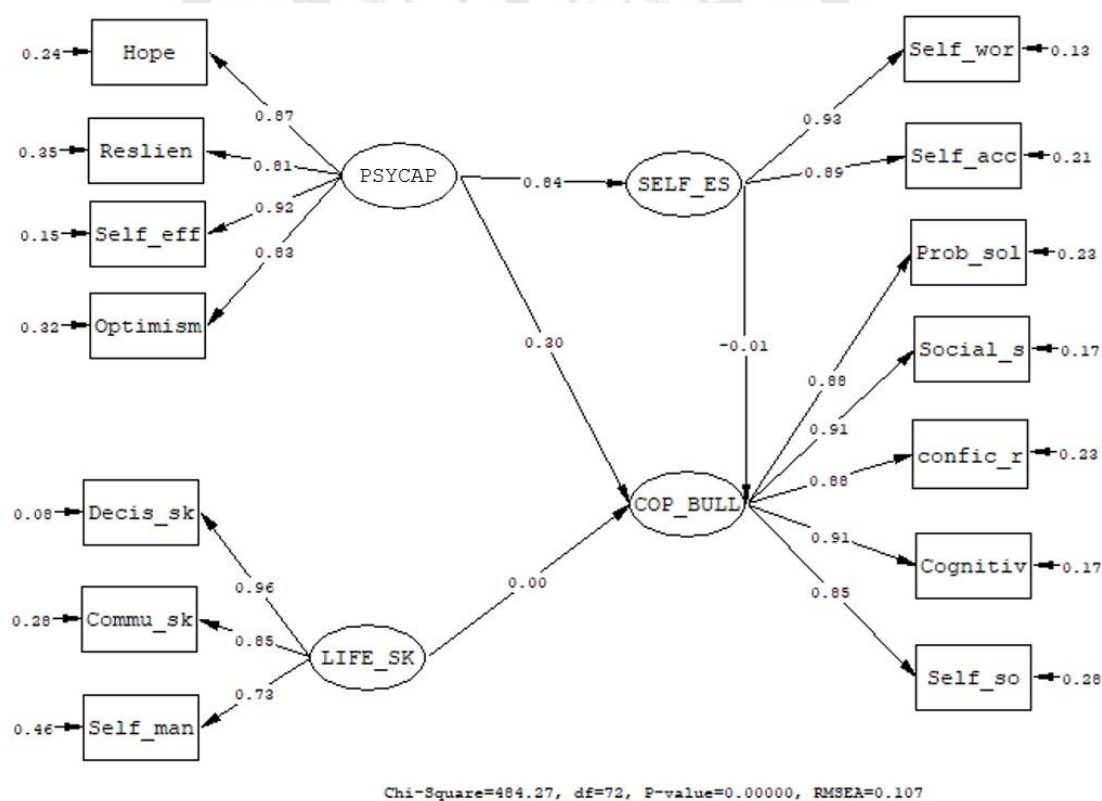 0.24 Hope
0.87
0.35 Reslien
0.81
PSYCAP
0.15 Self_eff
0.92
0.32 Optimism
0.83
0.84
SELF_ES
Self_wor 0.13
0.93
Self_acc 0.21
0.89
0.30
-0.01
Prob_sol 0.23
0.88
Social_s 0.17
0.91
confic_r 0.23
0.88
COP_BULL
Cognitiv 0.17
0.91
Self_so 0.28
0.85
0.08 Decis_sk
0.96
0.28 Commu_sk
0.85
LIFE_SK
0.00
0.46 Self_man
0.73
Chi-Square=484.27, df=72, P-value=0.00000, RMSEA=0.107